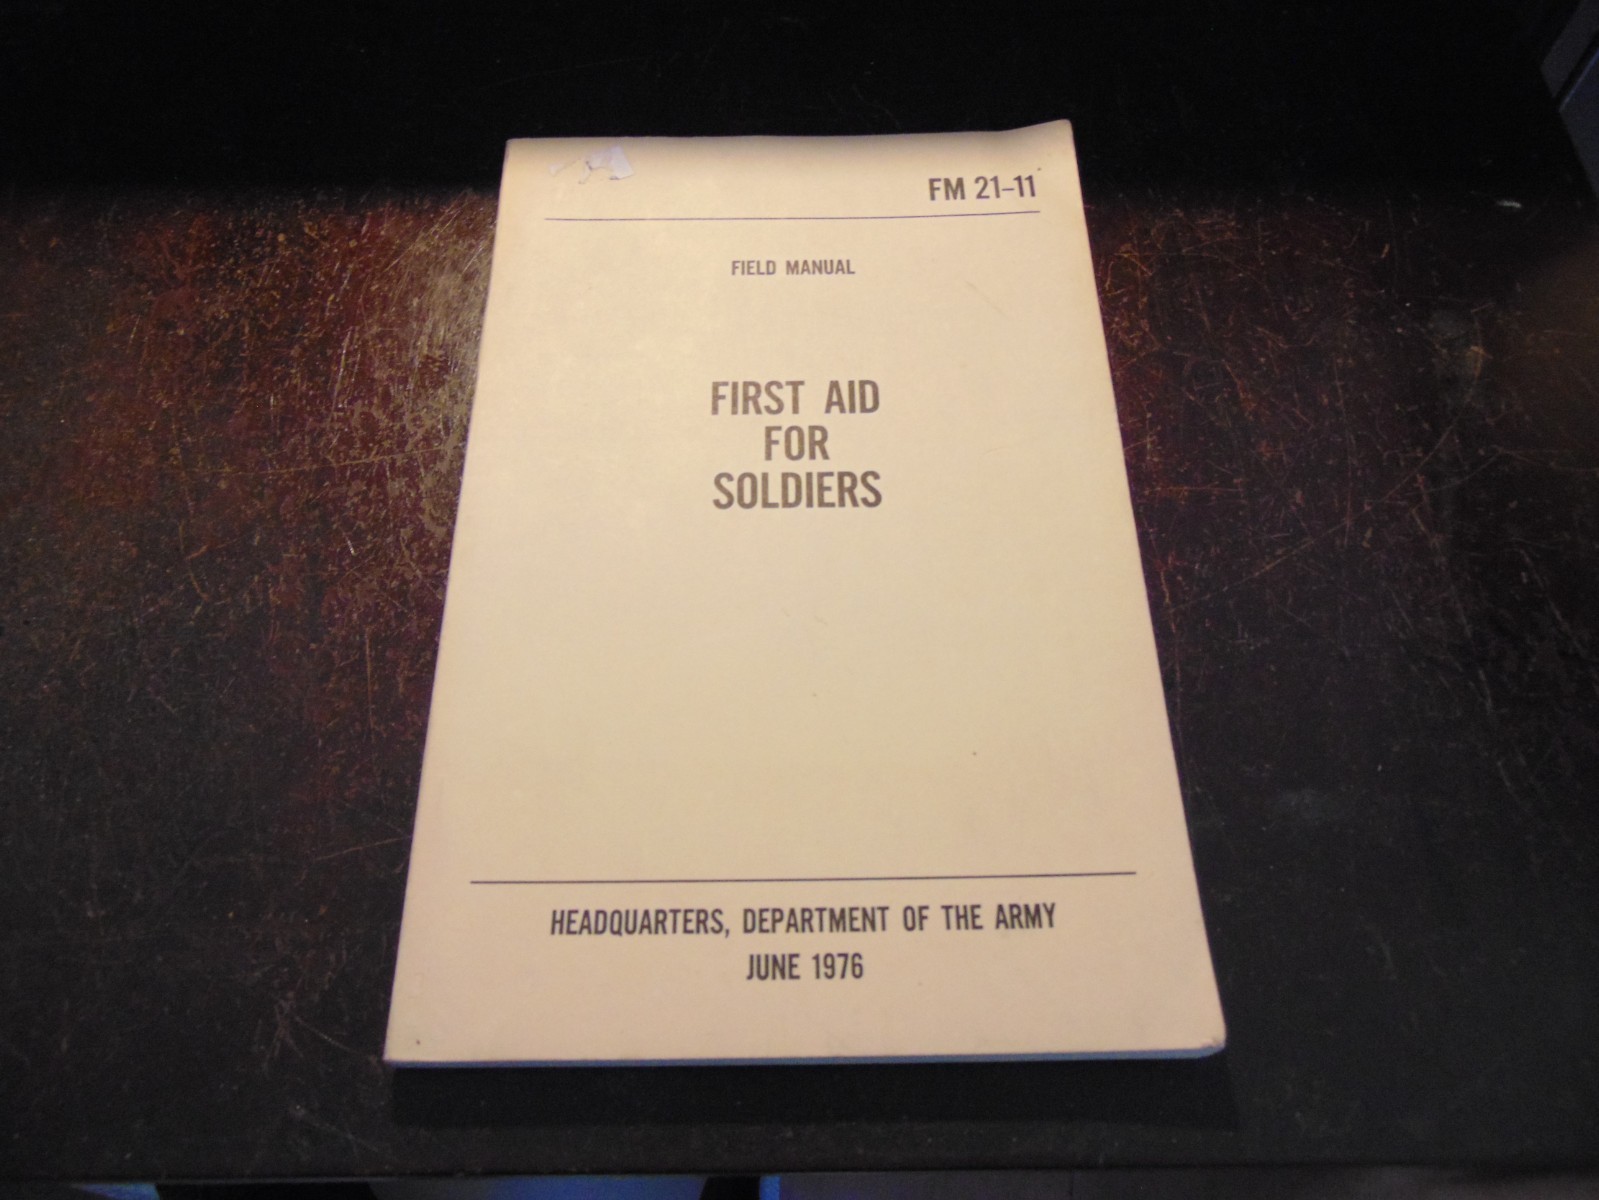 FM 21-11
FIELD MANUAL
FIRST AID
FOR
SOLDIERS
HEADQUARTERS, DEPARTMENT OF THE ARMY
JUNE 1976